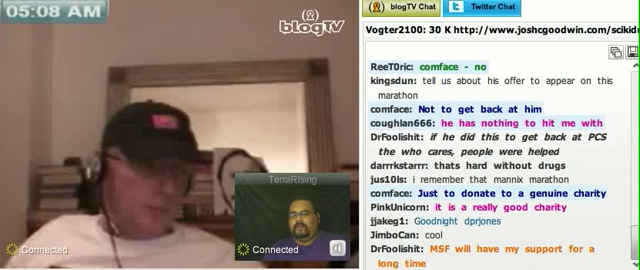 05:08 AM
blogTV
TerraRising
Connected
Connected
blogTV Chat
Twitter Chat
Vogter2100: 30 K http://www.joshcgoodwin.com/scikid
ReeT0ric: comface - no
kingsdun: tell us about his offer to appear on this
marathon
comface: Not to get back at him
coughlan666: he has nothing to hit me with
DrFoolishit: if he did this to get back at PCS
the who cares, people were helped
darrrkstarrr: thats hard without drugs
jus10ls: i remember that mannix marathon
comface: Just to donate to a genuine charity
PinkUnicorn: it is a really good charity
jjakeg1: Goodnight dprjones
JimboCan: cool
DrFoolishit: MSF will have my support for a
long time